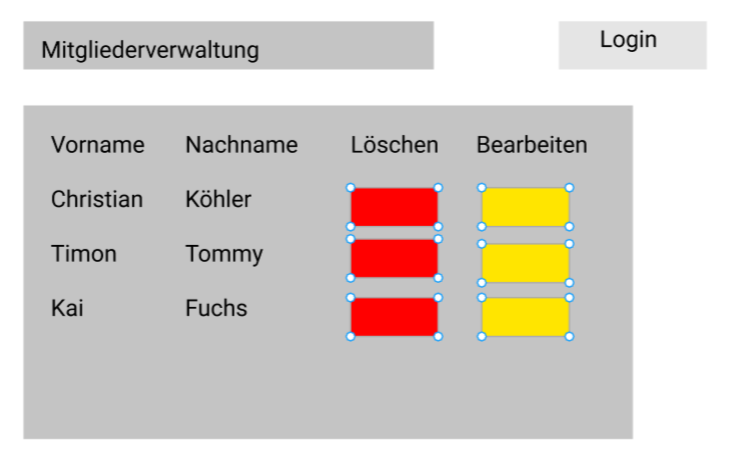 Mitgliederverwaltung Login
Vorname Nachname Löschen Bearbeiten
Christian Köhler
Timon Tommy
Kai Fuchs